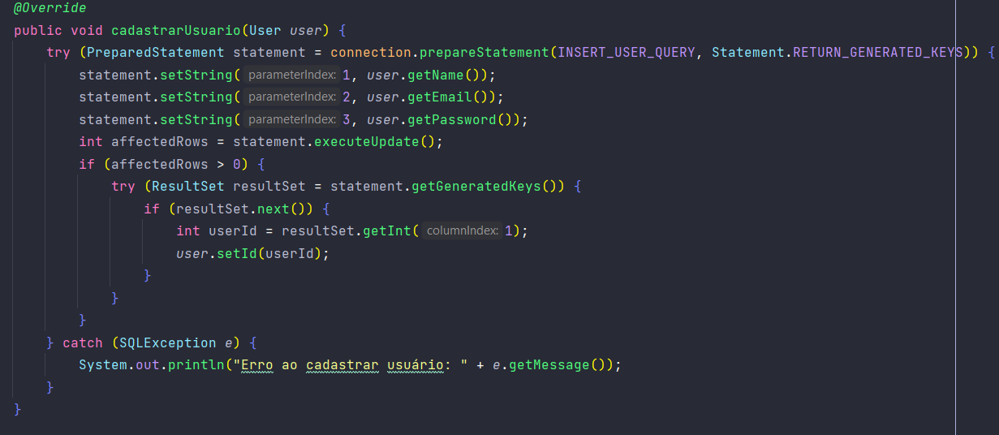 @Override
public void cadastrarUsuario(User user) {
try (PreparedStatement statement = connection.prepareStatement(INSERT_USER_QUERY, Statement.RETURN_GENERATED_KEYS)) {
statement.setString( parameterIndex: 1, user.getName());
statement.setString( parameterIndex: 2, user.getEmail());
statement.setString( parameterIndex: 3, user.getPassword());
int affectedRows = statement.executeUpdate();
if (affectedRows > 0) {
try (ResultSet resultSet = statement.getGeneratedKeys()) {
if (resultSet.next()) {
int userId = resultSet.getInt( columnIndex: 1);
user.setId(userId);
}
}
}
} catch (SQLException e) {
System.out.println("Erro ao cadastrar usuário: " + e.getMessage());
}
}